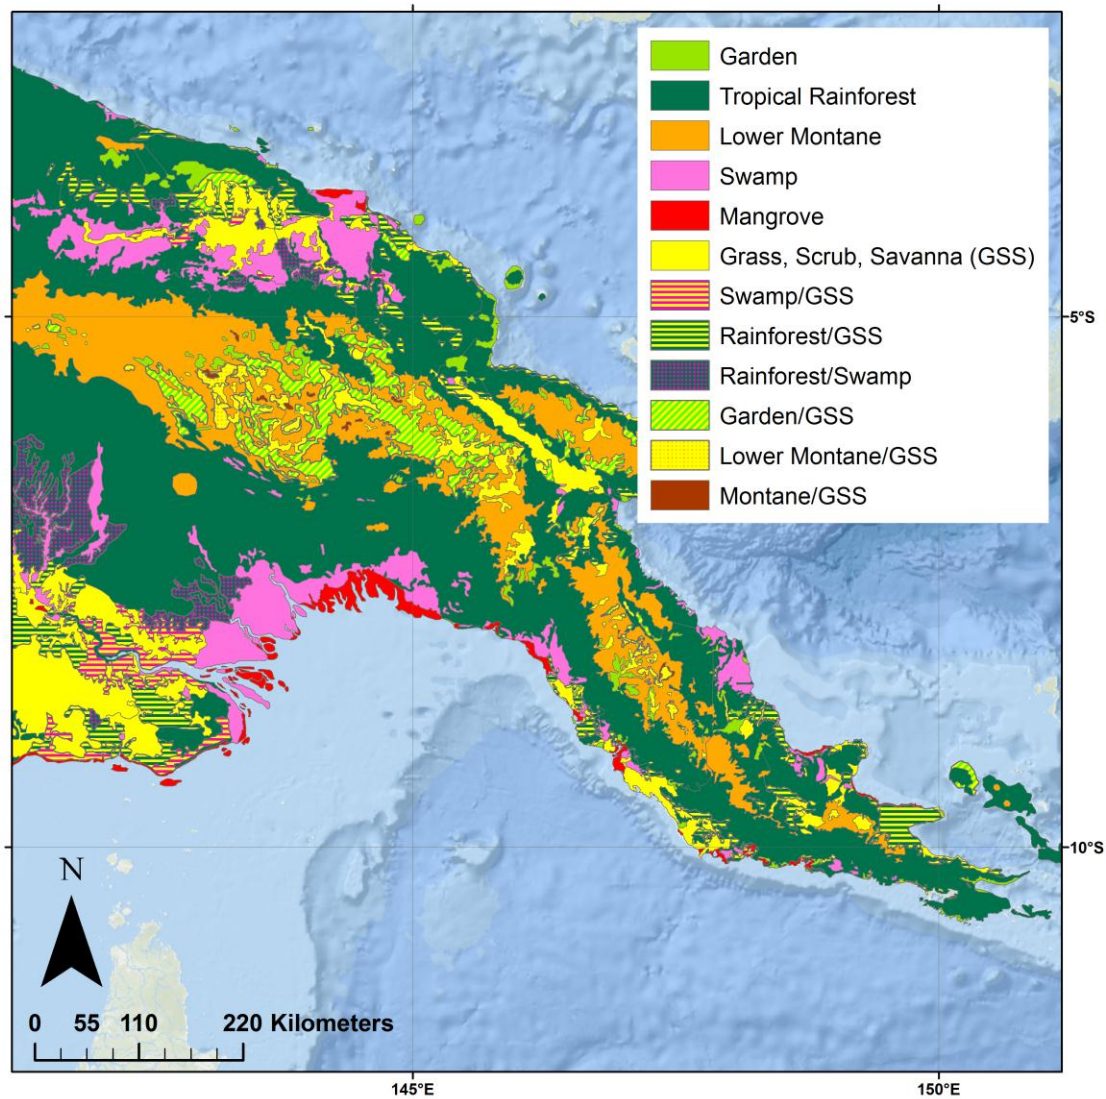 Garden
Tropical Rainforest
Lower Montane
Swamp
Mangrove
Grass, Scrub, Savanna (GSS)
Swamp/GSS
Rainforest/GSS
Rainforest/Swamp
Garden/GSS
Lower Montane/GSS
Montane/GSS
5°S
10°S
N
0 55 110 220 Kilometers
145°E 150°E